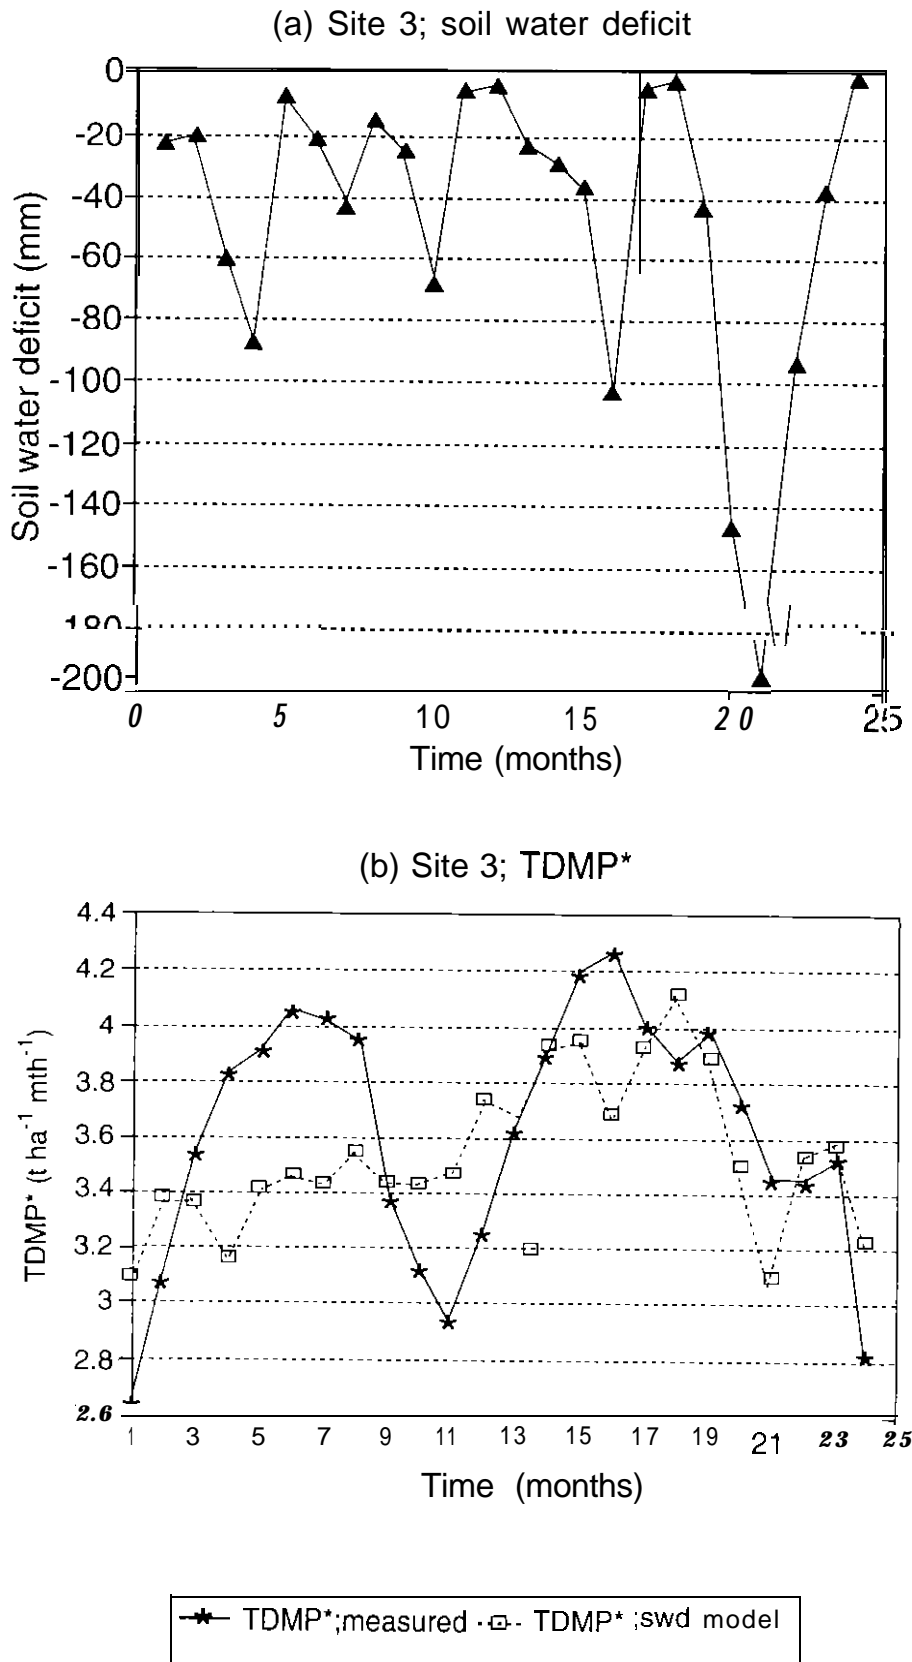 (a) Site 3; soil water deficit
0
-20
-40
-60
-80
-100
-120
-140
-160
180
-200
Soil water deficit (mm)
0 5 10 15 20 25
Time (months)
(b) Site 3; TDMP*
4.4
4.2
4
3.8
3.6
3.4
3.2
3
2.8
2.6
TDMP* (t ha⁻¹ mth⁻¹)
1 3 5 7 9 11 13 15 17 19 21 23 25
Time (months)
TDMP*;measured TDMP* ;swd model